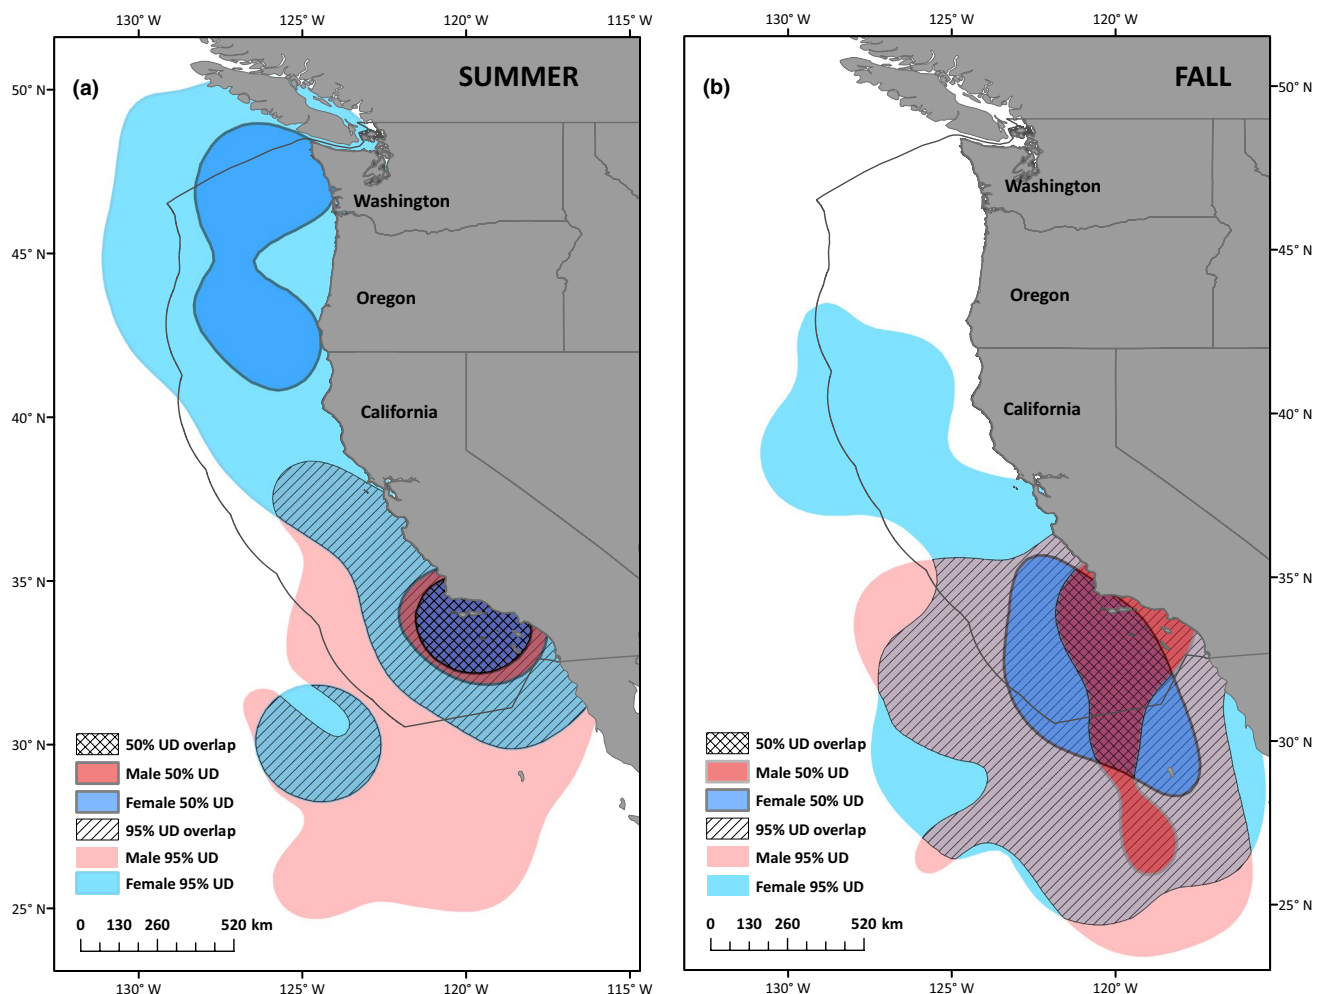 130° W 125° W 120° W 115° W
(a) SUMMER
50° N
Washington
45° N
Oregon
California
40° N
35° N
30° N
50% UD overlap
Male 50% UD
Female 50% UD
95% UD overlap
Male 95% UD
Female 95% UD
25° N
0 130 260 520 km
130° W 125° W 120° W 115° W
130° W 125° W 120° W
(b) FALL
50° N
Washington
45° N
Oregon
California
40° N
35° N
30° N
50% UD overlap
Male 50% UD
Female 50% UD
95% UD overlap
Male 95% UD
Female 95% UD
25° N
0 130 260 520 km
130° W 125° W 120° W